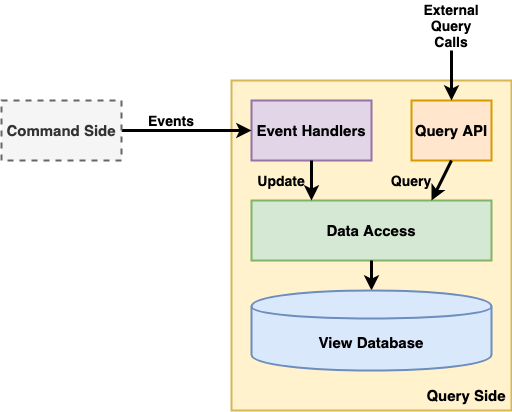 External
Query
Calls
Command Side
Events
Event Handlers
Query API
Update
Query
Data Access
View Database
Query Side